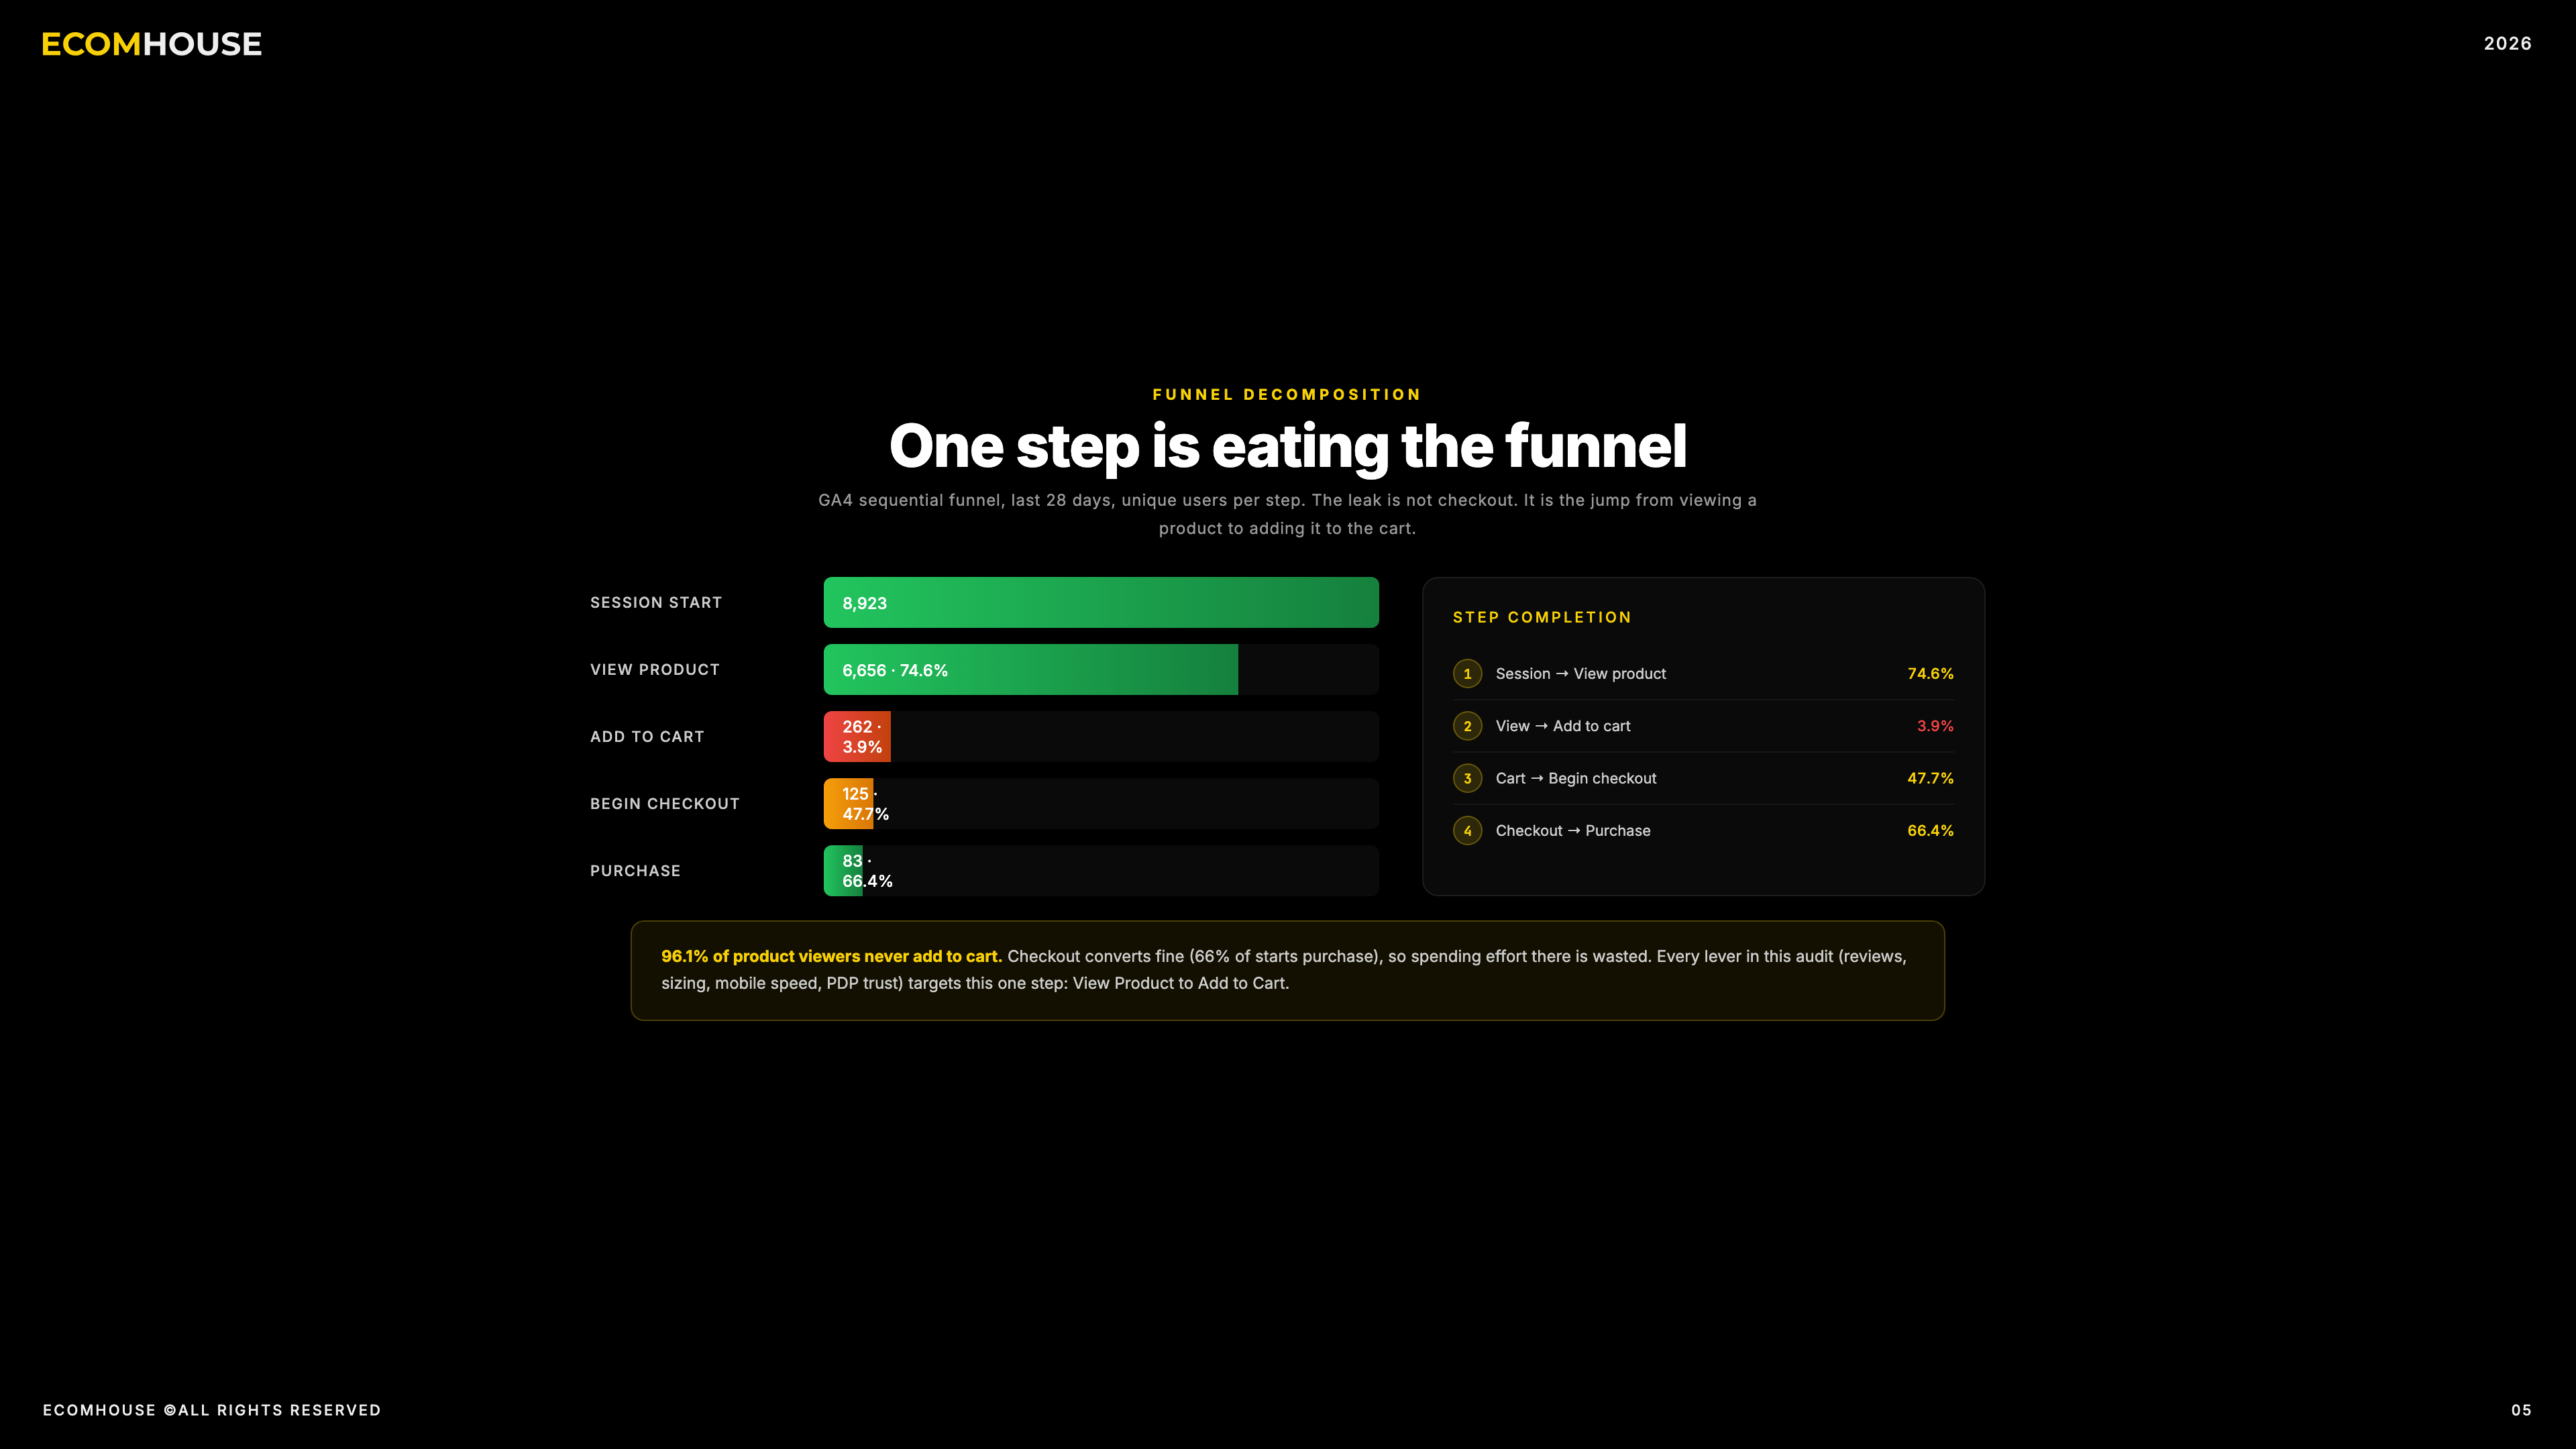 ECOMHOUSE
2026
FUNNEL DECOMPOSITION
One step is eating the funnel
GA4 sequential funnel, last 28 days, unique users per step. The leak is not checkout. It is the jump from viewing a
product to adding it to the cart.
SESSION START
8,923
VIEW PRODUCT
6,656 · 74.6%
ADD TO CART
262 ·
3.9%
BEGIN CHECKOUT
125 ·
47.7%
PURCHASE
83 ·
66.4%
STEP COMPLETION
1 Session → View product 74.6%
2 View → Add to cart 3.9%
3 Cart → Begin checkout 47.7%
4 Checkout → Purchase 66.4%
96.1% of product viewers never add to cart. Checkout converts fine (66% of starts purchase), so spending effort there is wasted. Every lever in this audit (reviews,
sizing, mobile speed, PDP trust) targets this one step: View Product to Add to Cart.
ECOMHOUSE ©ALL RIGHTS RESERVED
05